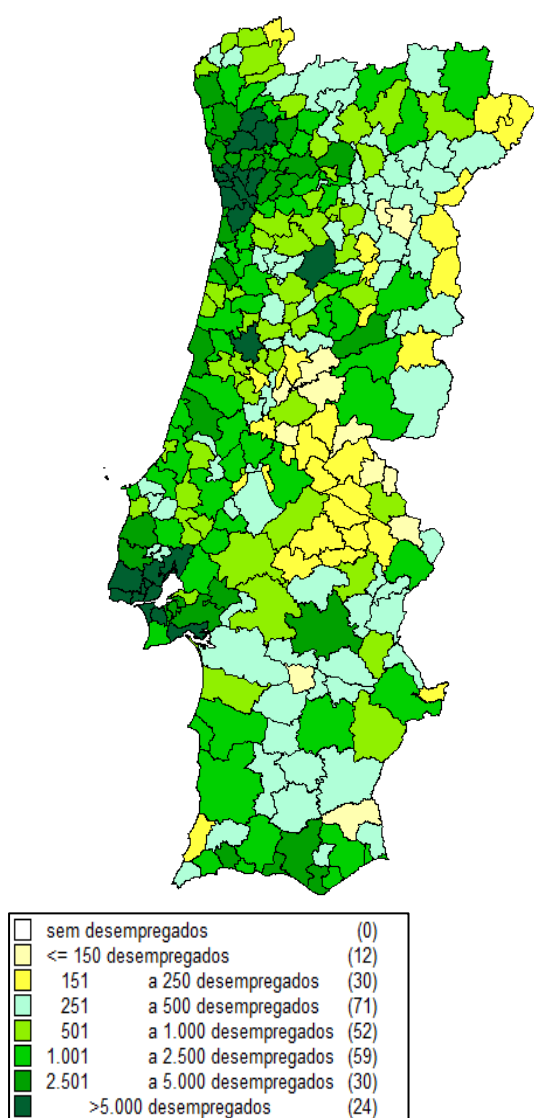 sem desempregados (0)
<= 150 desempregados (12)
151 a 250 desempregados (30)
251 a 500 desempregados (71)
501 a 1.000 desempregados (52)
1.001 a 2.500 desempregados (59)
2.501 a 5.000 desempregados (30)
>5.000 desempregados (24)